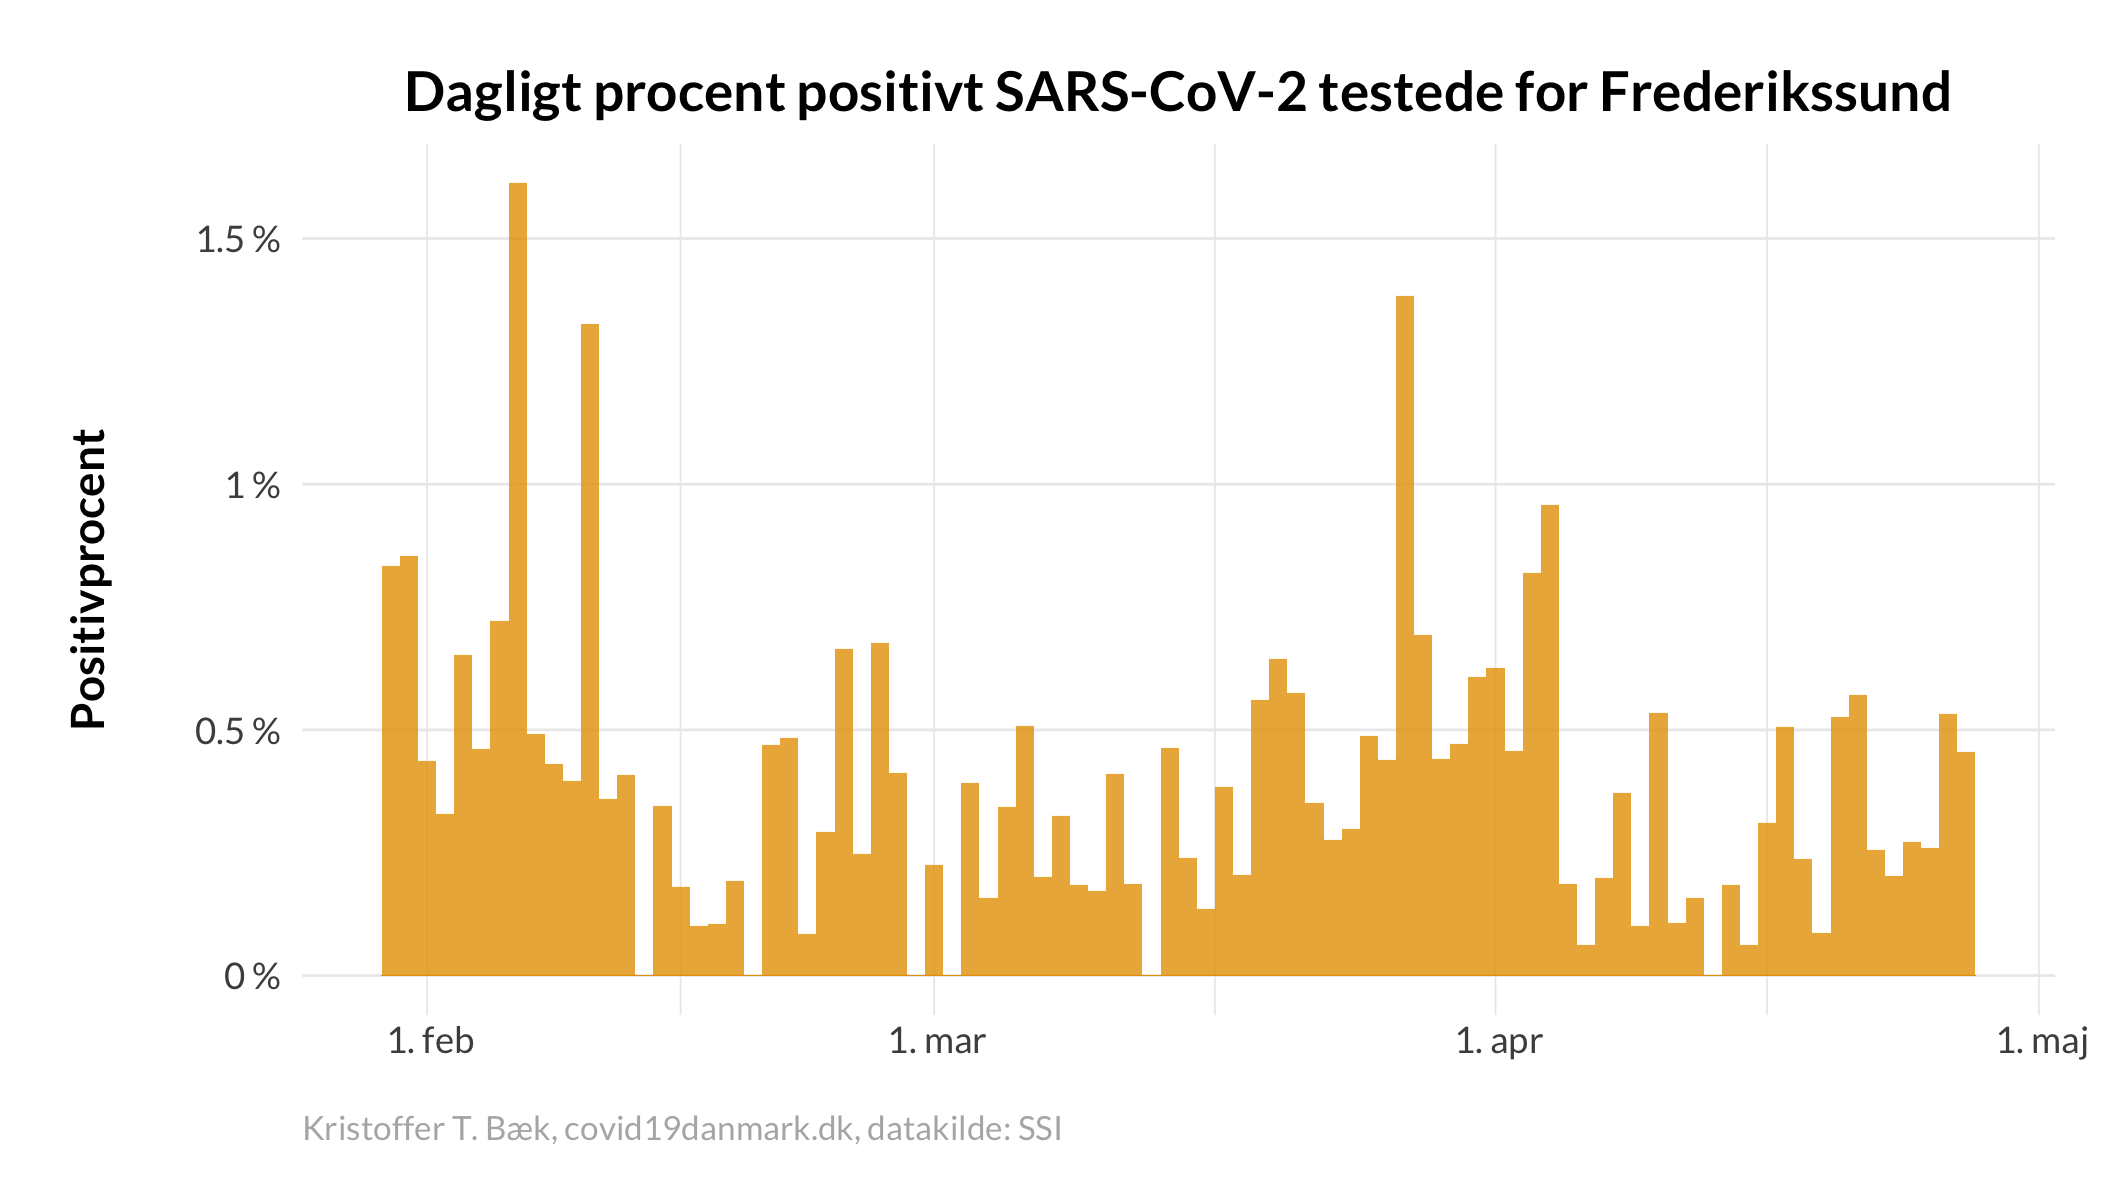 Dagligt procent positivt SARS-CoV-2 testede for Frederikssund
Positivprocent
1.5 %
1 %
0.5 %
0 %
1. feb
1. mar
1. apr
1. maj
Kristoffer T. Bæk, covid19danmark.dk, datakilde: SSI